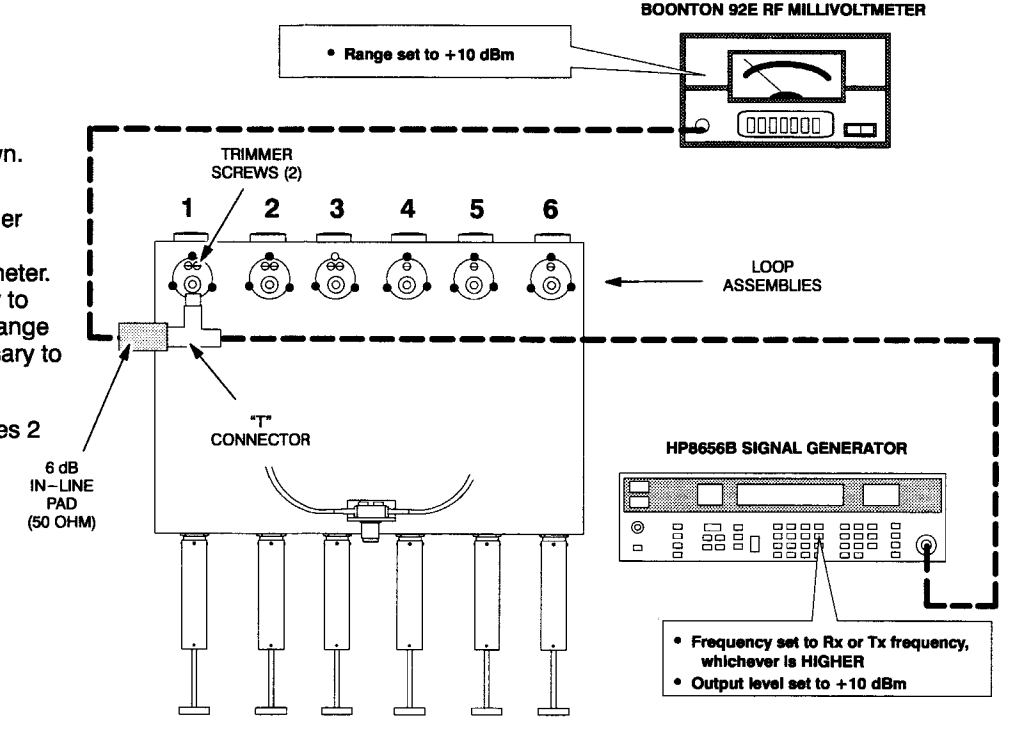 BOONTON 92E RF MILLIVOLTMETER
• Range set to +10 dBm
TRIMMER
SCREWS (2)
1 2 3 4 5 6
LOOP
ASSEMBLIES
"T"
CONNECTOR
6 dB
IN-LINE
PAD
(50 OHM)
HP8656B SIGNAL GENERATOR
• Frequency set to Rx or Tx frequency,
whichever is HIGHER
• Output level set to +10 dBm
wn.
er
neter.
to
ange
sary to
es 2